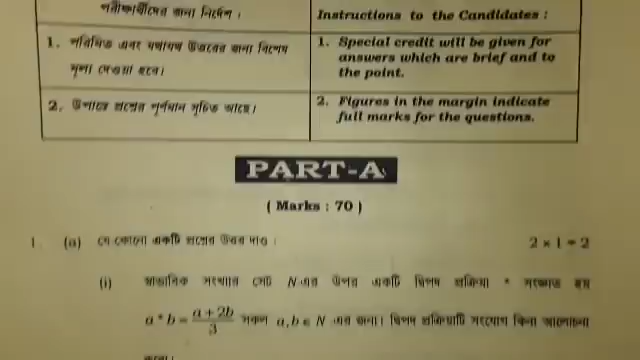 পরীক্ষার্থীদের জন্য নির্দেশ :
Instructions to the Candidates :
1. পরিমিত এবং যথাযথ উত্তরের জন্য বিশেষ
মূল্য দেওয়া হবে।
1. Special credit will be given for
answers which are brief and to
the point.
2. উপান্তে প্রশ্নের পূর্ণমান সূচিত আছে।
2. Figures in the margin indicate
full marks for the questions.
PART-A
( Marks : 70 )
1. (a) যে কোনো একটি প্রশ্নের উত্তর দাও : 2 × 1 = 2
(i) স্বাভাবিক সংখ্যার সেট N-এর উপর একটি দ্বিপদ প্রক্রিয়া * সংজ্ঞাত হয়
a * b = (a + 2b)/3 সকল a, b ∈ N -এর জন্য। দ্বিপদ প্রক্রিয়াটি সংযোগ কিনা আলোচনা
করো।